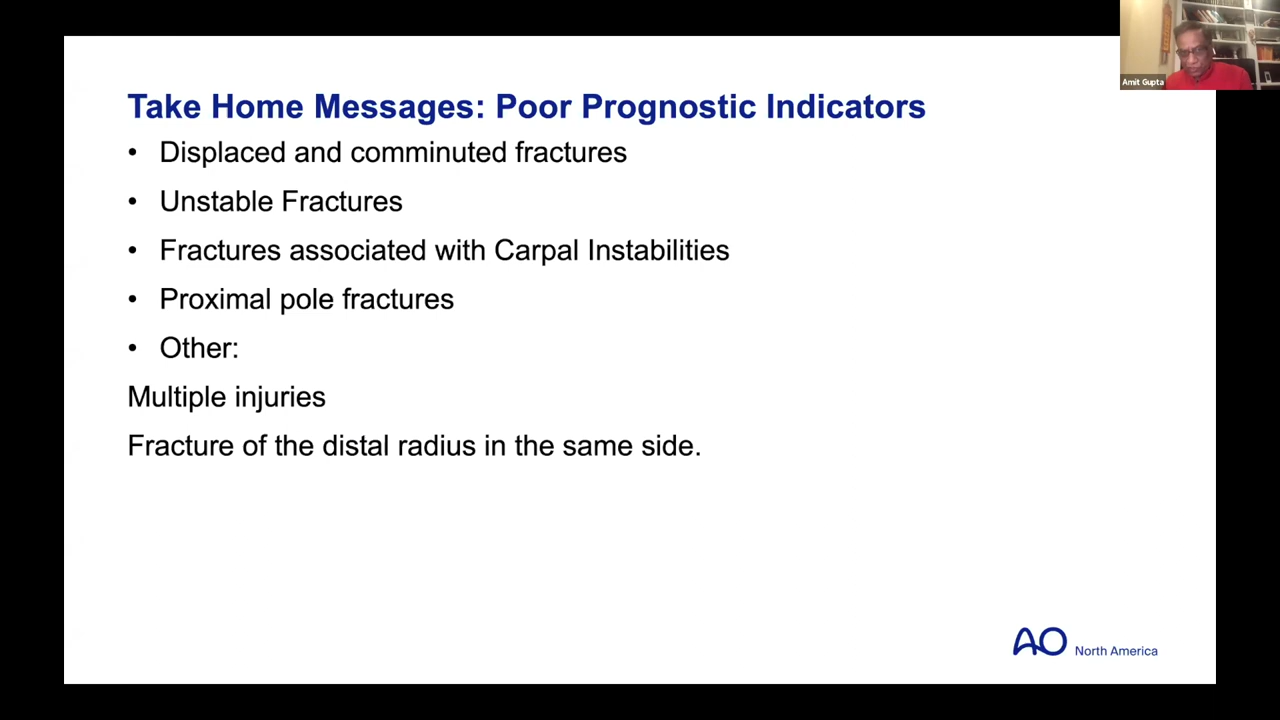 Amit Gupta
Take Home Messages: Poor Prognostic Indicators
• Displaced and comminuted fractures
• Unstable Fractures
• Fractures associated with Carpal Instabilities
• Proximal pole fractures
• Other:
Multiple injuries
Fracture of the distal radius in the same side.
AO North America